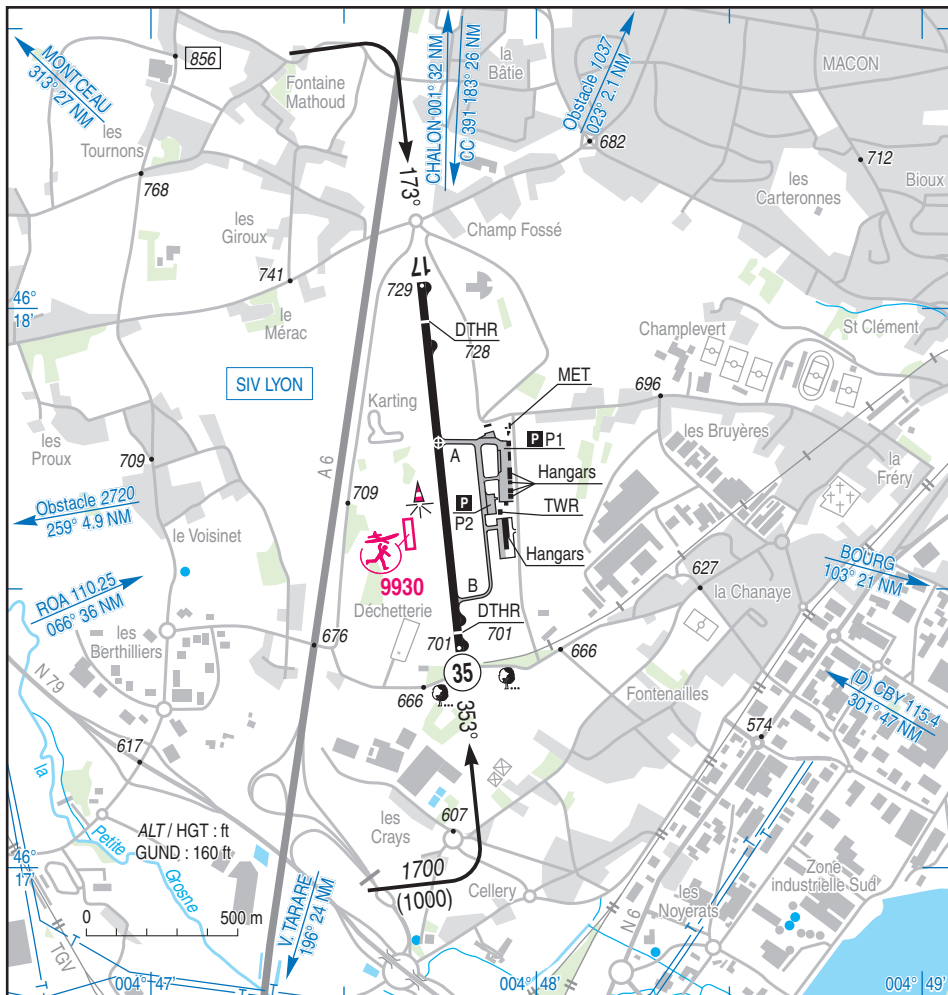 MONTCEAU
313° 27 NM
856
Fontaine
Mathoud
les
Tournons
768
173°
CHALON 001° 32 NM
CC 391 183° 26 NM
la
Bâtie
Obstacle 1037
023° 2.1 NM
682
MACON
712
les
Carteronnes
Bioux
les
Giroux
741
Champ Fossé
46°
18'
17
729
le
Mérac
DTHR
728
Champlevert
St Clément
SIV LYON
MET
696
Karting
P P1
les Bruyères
les
Proux
709
A 6
A
Hangars
la
Fréry
Obstacle 2720
259° 4.9 NM
709
P
P2
TWR
le Voisinet
Hangars
9930
BOURG
103° 21 NM
627
la Chanaye
ROA 110.25
066° 36 NM
B
Déchetterie
DTHR
701
les
Berthilliers
676
701
666
35
N 79
666
353°
Fontenailles
(D) CBY 115.4
301° 47 NM
574
617
la
Petite
Grosne
607
les
Crays
ALT / HGT : ft
GUND : 160 ft
46°
17'
1700
(1000)
Cellery
Zone
industrielle Sud
les
Noyerats
N 6
0
500 m
V. TARARE
196° 24 NM
TGV
004° 47'
004° 48'
004° 49'